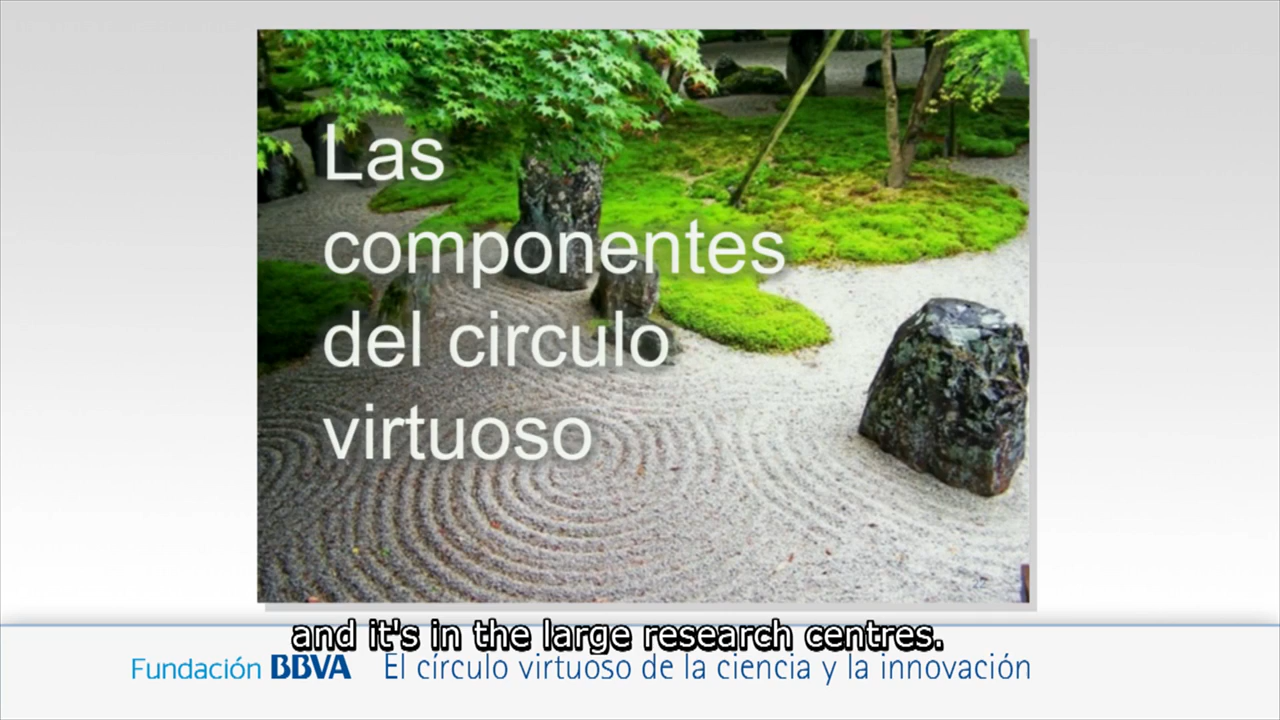 Las
componentes
del circulo
virtuoso
and it's in the large research centres.
Fundación BBVA El círculo virtuoso de la ciencia y la innovación